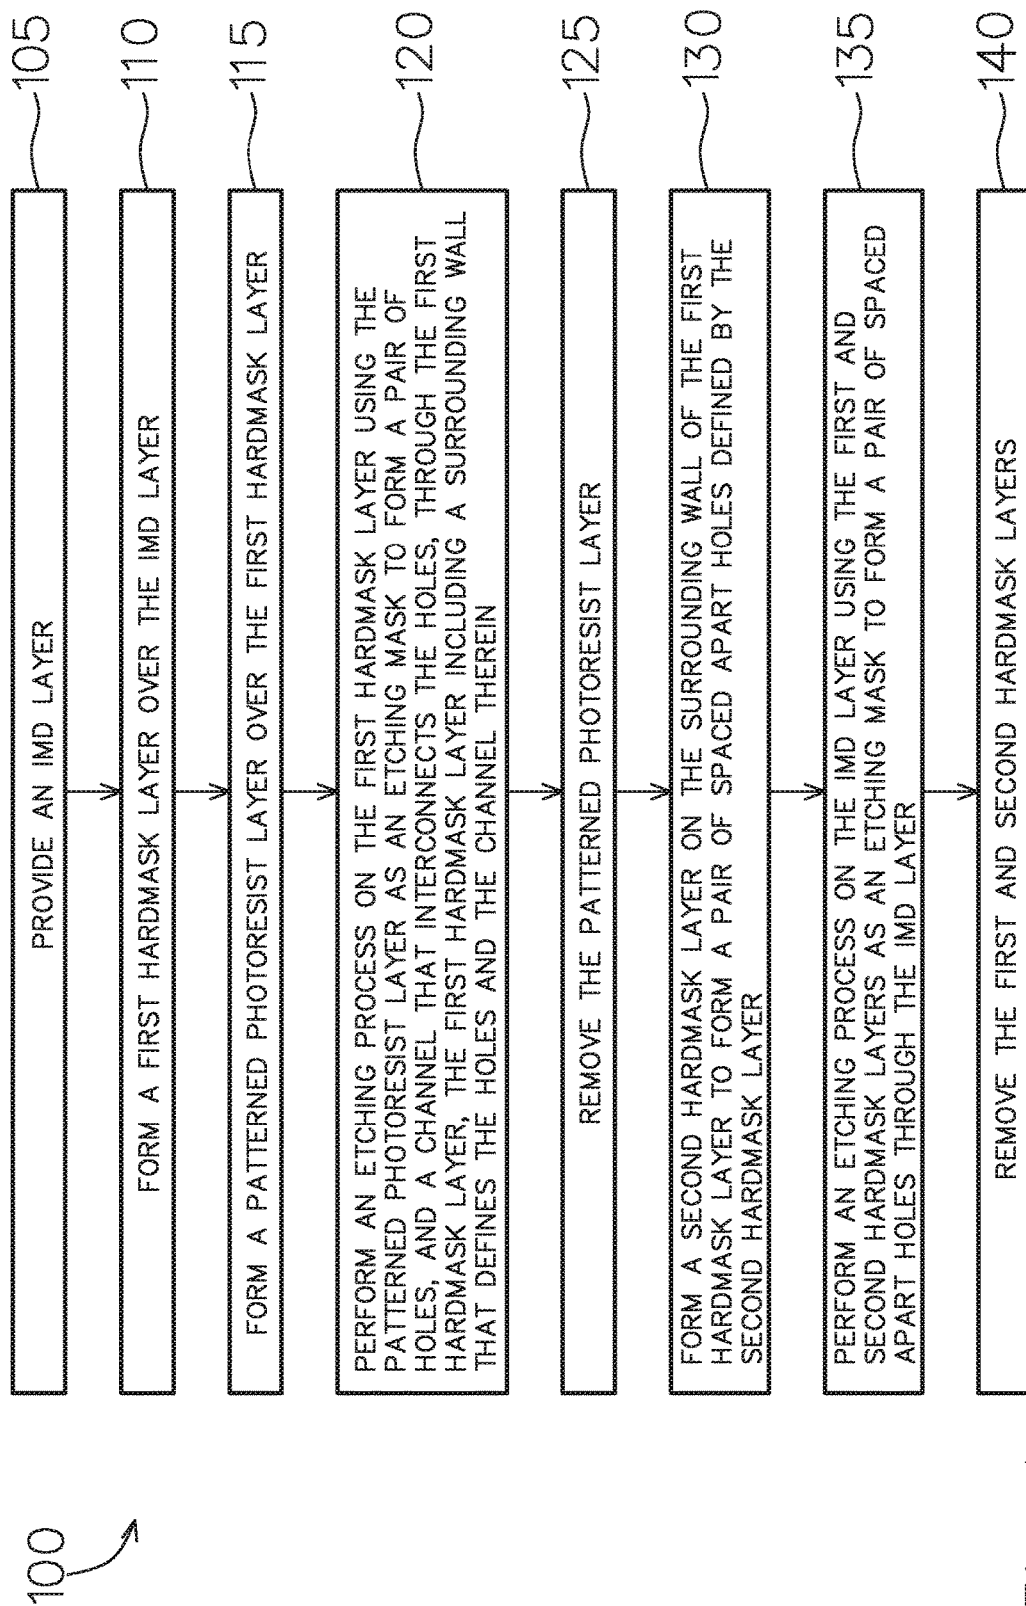 100
PROVIDE AN IMD LAYER
105
FORM A FIRST HARDMASK LAYER OVER THE IMD LAYER
110
FORM A PATTERNED PHOTORESIST LAYER OVER THE FIRST HARDMASK LAYER
115
PERFORM AN ETCHING PROCESS ON THE FIRST HARDMASK LAYER USING THE
PATTERNED PHOTORESIST LAYER AS AN ETCHING MASK TO FORM A PAIR OF
HOLES, AND A CHANNEL THAT INTERCONNECTS THE HOLES, THROUGH THE FIRST
HARDMASK LAYER, THE FIRST HARDMASK LAYER INCLUDING A SURROUNDING WALL
THAT DEFINES THE HOLES AND THE CHANNEL THEREIN
120
REMOVE THE PATTERNED PHOTORESIST LAYER
125
FORM A SECOND HARDMASK LAYER ON THE SURROUNDING WALL OF THE FIRST
HARDMASK LAYER TO FORM A PAIR OF SPACED APART HOLES DEFINED BY THE
SECOND HARDMASK LAYER
130
PERFORM AN ETCHING PROCESS ON THE IMD LAYER USING THE FIRST AND
SECOND HARDMASK LAYERS AS AN ETCHING MASK TO FORM A PAIR OF SPACED
APART HOLES THROUGH THE IMD LAYER
135
REMOVE THE FIRST AND SECOND HARDMASK LAYERS
140